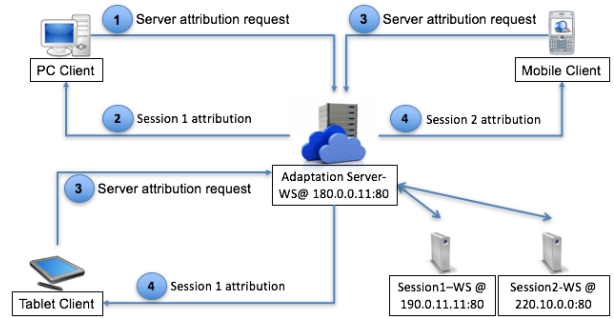 1 Server attribution request
3 Server attribution request
PC Client
Mobile Client
2 Session 1 attribution
4 Session 2 attribution
Adaptation Server-
WS@ 180.0.0.11:80
3 Server attribution request
4 Session 1 attribution
Tablet Client
Session1–WS @
190.0.11.11:80
Session2-WS @
220.10.0.0:80